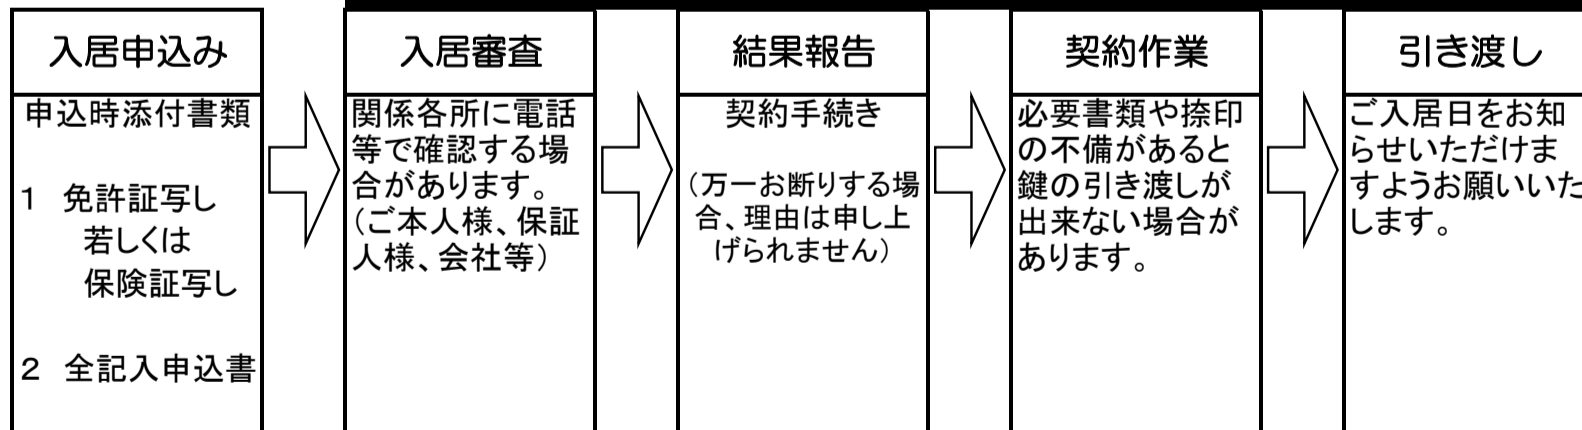 入居申込み
申込時添付書類
1 免許証写し
若しくは
保険証写し
2 全記入申込書
入居審査
関係各所に電話
等で確認する場
合があります。
(ご本人様、保証
人様、会社等)
結果報告
契約手続き
(万一お断りする場
合、理由は申し上
げられません)
契約作業
必要書類や捺印
の不備があると
鍵の引き渡しが
出来ない場合が
あります。
引き渡し
ご入居日をお知
らせいただけま
すようお願いいた
します。